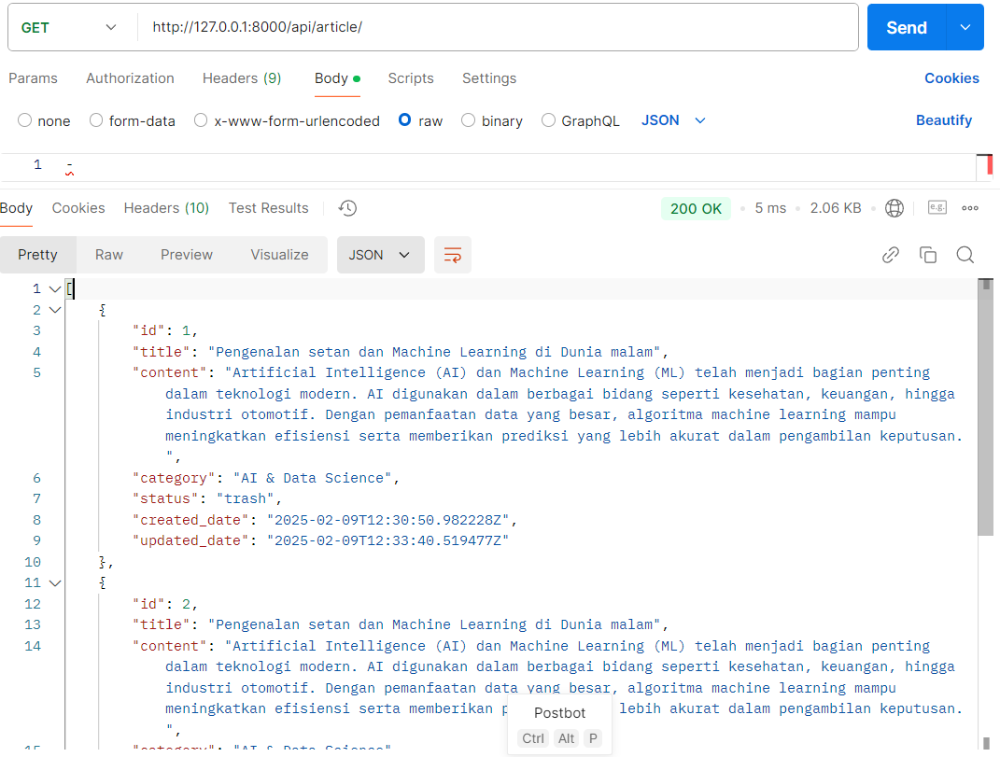 GET http://127.0.0.1:8000/api/article/ Send
Params Authorization Headers (9) Body Scripts Settings Cookies
none form-data x-www-form-urlencoded raw binary GraphQL JSON Beautify
1 -
Body Cookies Headers (10) Test Results 200 OK 5 ms 2.06 KB e.g.
Pretty Raw Preview Visualize JSON
1 [
2 {
3 "id": 1,
4 "title": "Pengenalan setan dan Machine Learning di Dunia malam",
5 "content": "Artificial Intelligence (AI) dan Machine Learning (ML) telah menjadi bagian penting
dalam teknologi modern. AI digunakan dalam berbagai bidang seperti kesehatan, keuangan, hingga
industri otomotif. Dengan pemanfaatan data yang besar, algoritma machine learning mampu
meningkatkan efisiensi serta memberikan prediksi yang lebih akurat dalam pengambilan keputusan.
",
6 "category": "AI & Data Science",
7 "status": "trash",
8 "created_date": "2025-02-09T12:30:50.982228Z",
9 "updated_date": "2025-02-09T12:33:40.519477Z"
10 },
11 {
12 "id": 2,
13 "title": "Pengenalan setan dan Machine Learning di Dunia malam",
14 "content": "Artificial Intelligence (AI) dan Machine Learning (ML) telah menjadi bagian penting
dalam teknologi modern. AI digunakan dalam berbagai bidang seperti kesehatan, keuangan, hingga
industri otomotif. Dengan pemanfaatan data yang besar, algoritma machine learning mampu
meningkatkan efisiensi serta memberikan p lebih akurat dalam pengambilan keputusan.
",
15 "category": "AI & Data Science"
Postbot
Ctrl Alt P